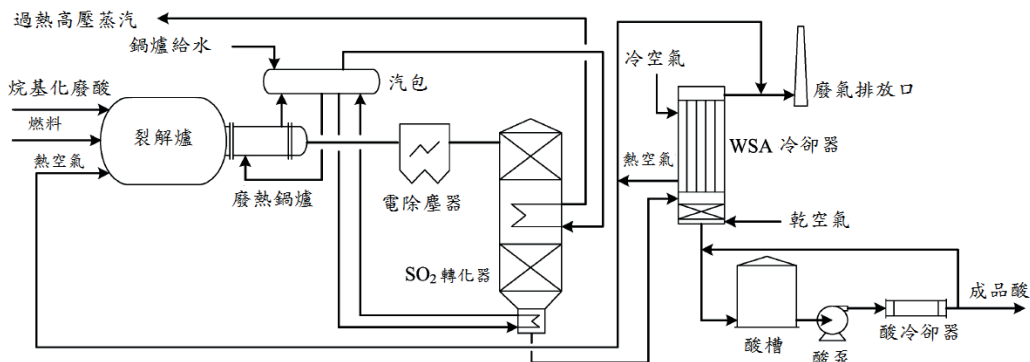 過熱高壓蒸汽
鍋爐給水
汽包
冷空氣
廢氣排放口
烷基化廢酸
燃料
裂解爐
熱空氣
WSA 冷卻器
熱空氣
廢熱鍋爐
電除塵器
乾空氣
SO₂ 轉化器
成品酸
酸槽
酸泵
酸冷卻器